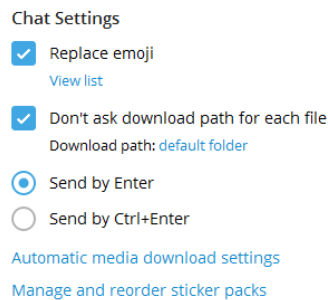 Chat Settings
Replace emoji
View list
Don't ask download path for each file
Download path: default folder
Send by Enter
Send by Ctrl+Enter
Automatic media download settings
Manage and reorder sticker packs